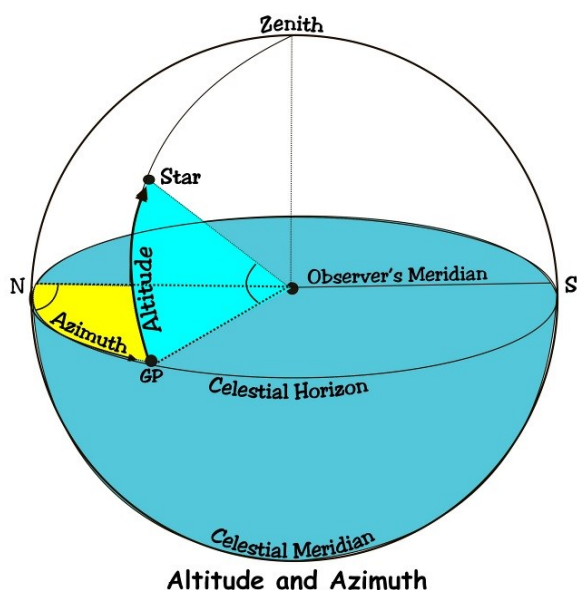 Zenith
Star
N
Observer's Meridian
S
Altitude
Azimuth
GP
Celestial Horizon
Celestial Meridian
Altitude and Azimuth